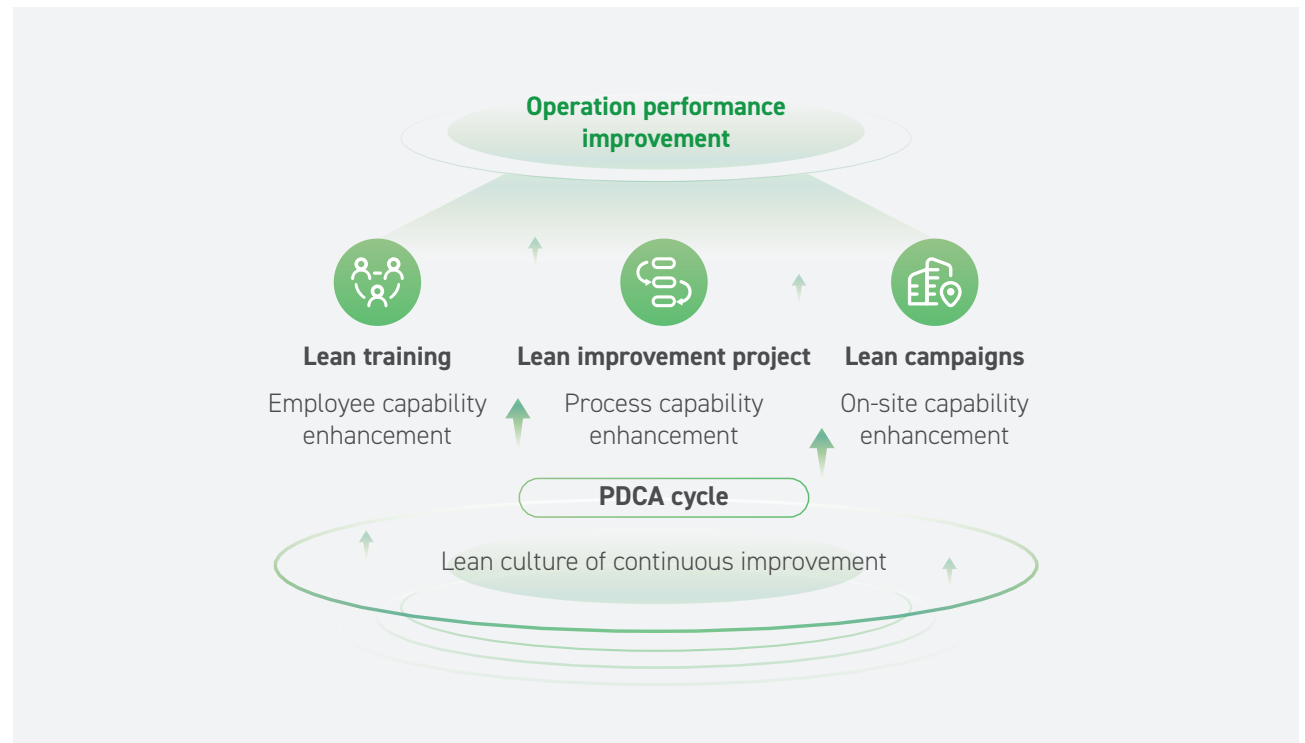 Operation performance
improvement
Lean training
Employee capability
enhancement
Lean improvement project
Process capability
enhancement
Lean campaigns
On-site capability
enhancement
PDCA cycle
Lean culture of continuous improvement